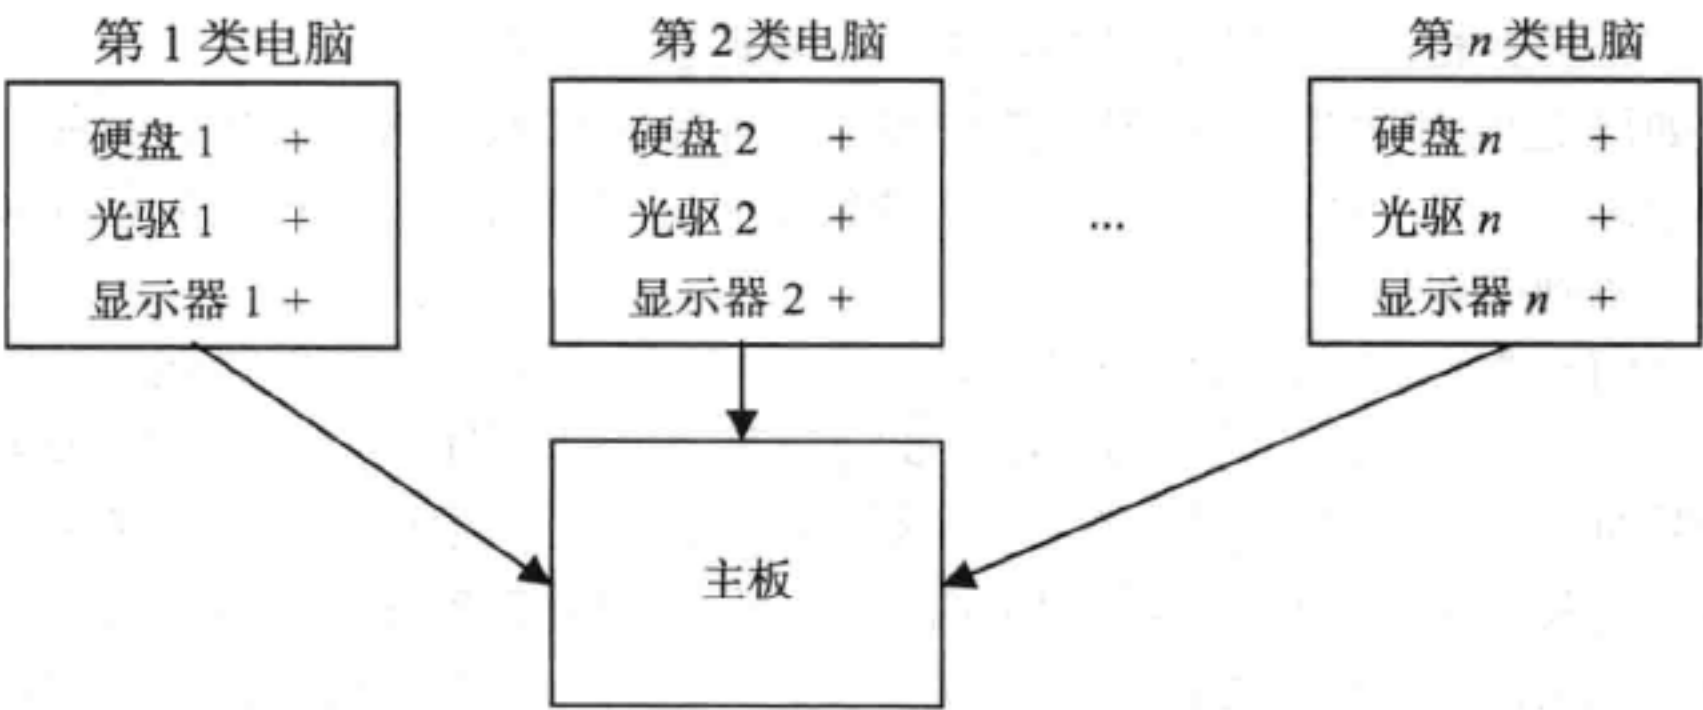 第 1 类电脑
硬盘 1 +
光驱 1 +
显示器 1 +
第 2 类电脑
硬盘 2 +
光驱 2 +
显示器 2 +
...
第 n 类电脑
硬盘 n +
光驱 n +
显示器 n +
主板